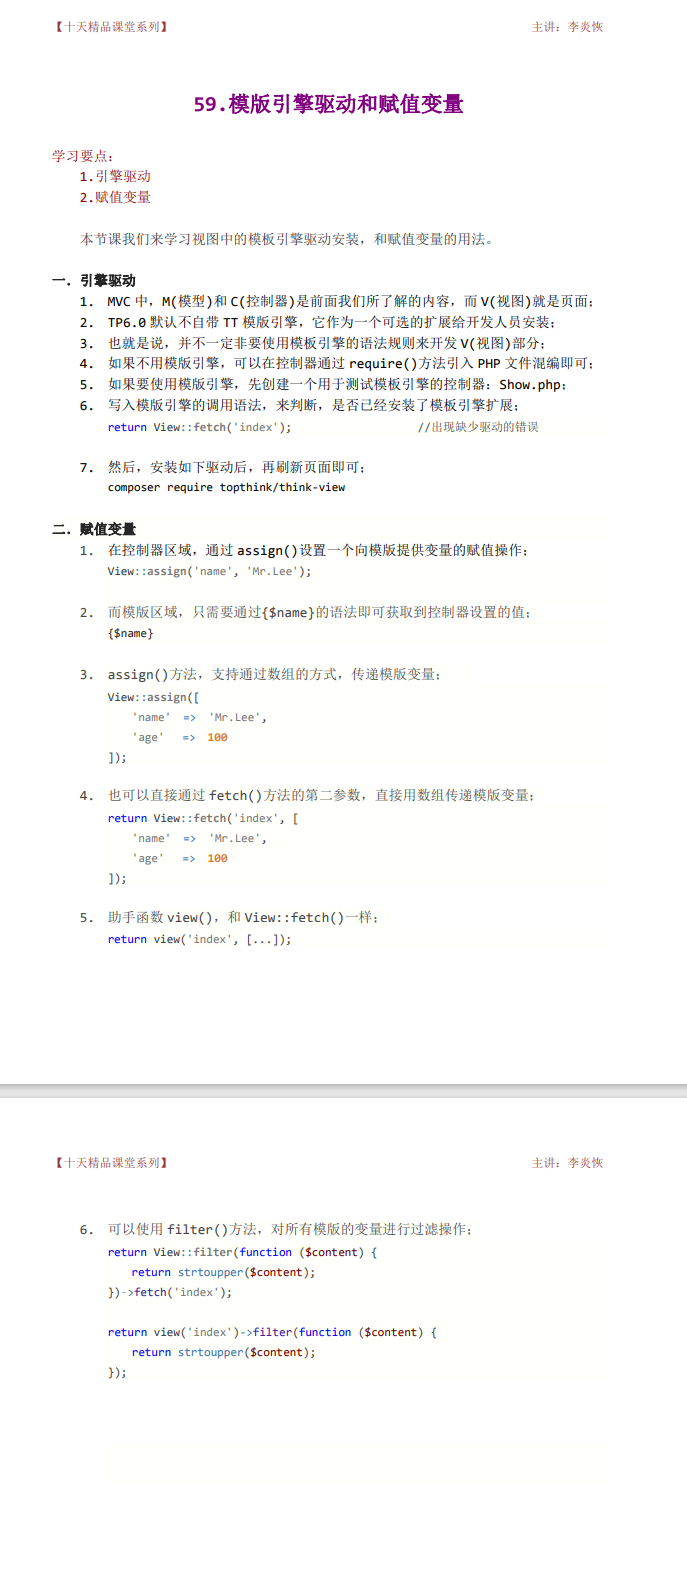 【十天精品课堂系列】 主讲：李炎恢
59.模版引擎驱动和赋值变量
学习要点：
1.引擎驱动
2.赋值变量
本节课我们来学习视图中的模板引擎驱动安装，和赋值变量的用法。
一. 引擎驱动
1. MVC 中，M(模型)和 C(控制器)是前面我们所了解的内容，而 V(视图)就是页面；
2. TP6.0 默认不自带 TT 模版引擎，它作为一个可选的扩展给开发人员安装；
3. 也就是说，并不一定非要使用模板引擎的语法规则来开发 V(视图)部分；
4. 如果不用模版引擎，可以在控制器通过 require()方法引入 PHP 文件混编即可；
5. 如果要使用模版引擎，先创建一个用于测试模板引擎的控制器：Show.php；
6. 写入模版引擎的调用语法，来判断，是否已经安装了模板引擎扩展；
return View::fetch('index'); //出现缺少驱动的错误
7. 然后，安装如下驱动后，再刷新页面即可；
composer require topthink/think-view
二. 赋值变量
1. 在控制器区域，通过 assign()设置一个向模版提供变量的赋值操作；
View::assign('name', 'Mr.Lee');
2. 而模版区域，只需要通过{$name}的语法即可获取到控制器设置的值；
{$name}
3. assign()方法，支持通过数组的方式，传递模版变量；
View::assign([
'name' => 'Mr.Lee',
'age' => 100
]);
4. 也可以直接通过 fetch()方法的第二参数，直接用数组传递模版变量；
return View::fetch('index', [
'name' => 'Mr.Lee',
'age' => 100
]);
5. 助手函数 view()，和 View::fetch()一样；
return view('index', [...]);
【十天精品课堂系列】 主讲：李炎恢
6. 可以使用 filter()方法，对所有模版的变量进行过滤操作；
return View::filter(function ($content) {
return strtoupper($content);
})->fetch('index');
return view('index')->filter(function ($content) {
return strtoupper($content);
});